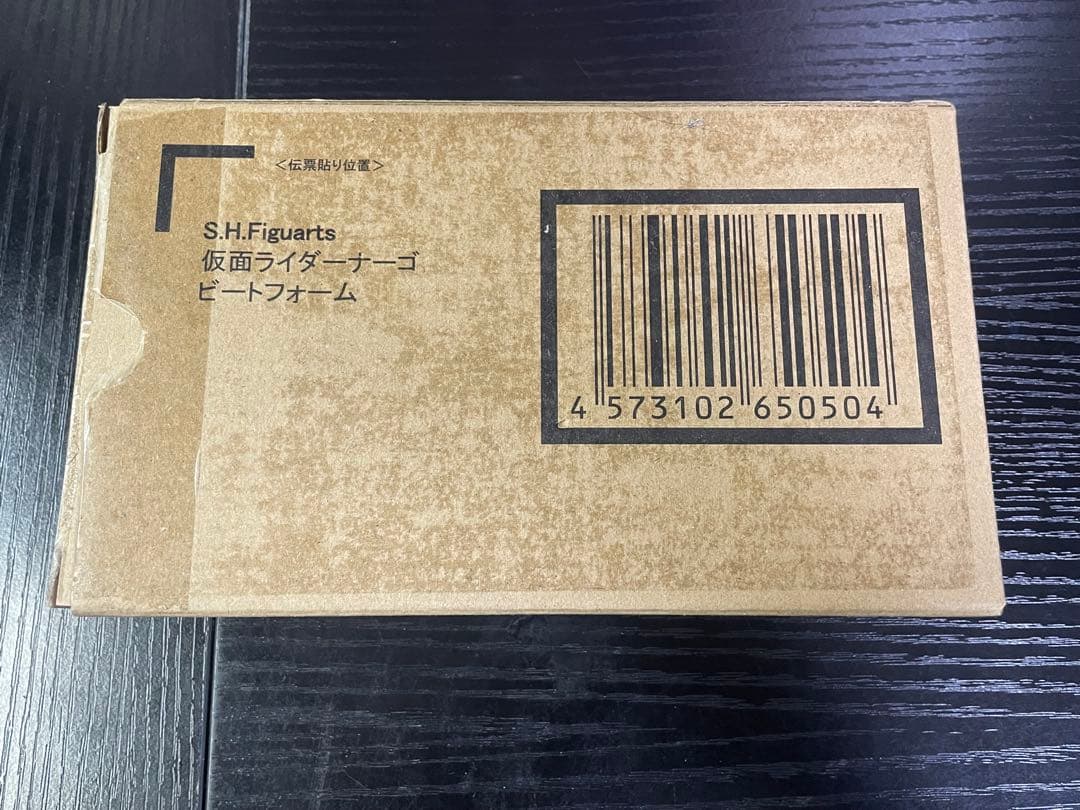 <伝票貼り位置>
S.H.Figuarts
仮面ライダーナーゴ
ビートフォーム
4 573102 650504